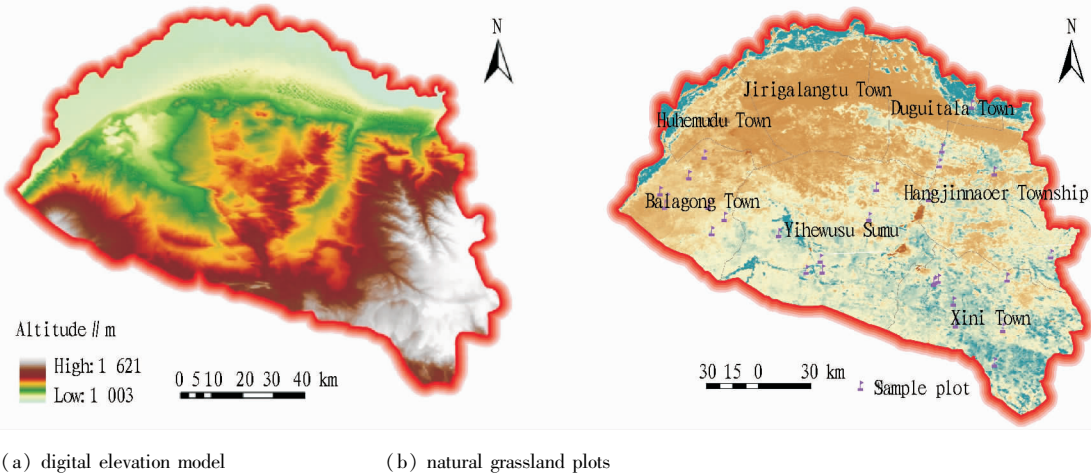 N
Altitude∥m
High:1 621
Low:1 003
0 5 10 20 30 40 km
N
Jirigalangtu Town
Duguitala Town
Huhemudu Town
Hangjinnaoer Township
Balagong Town
Yihewusu Sumu
Xini Town
30 15 0 30 km
Sample plot
(a) digital elevation model
(b) natural grassland plots